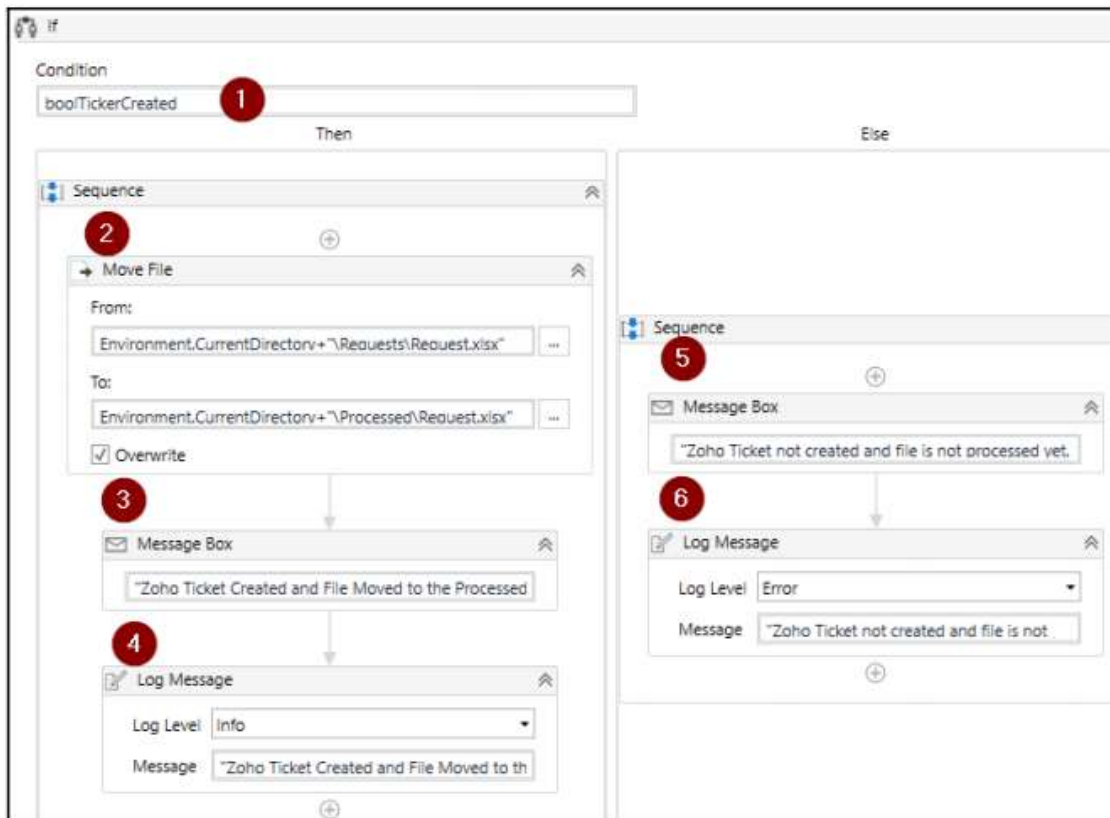 If
Condition
boolTickerCreated
1
Then
Else
Sequence
2
Move File
From:
Environment.CurrentDirectory+"\Requests\Request.xlsx"
...
To:
Environment.CurrentDirectory+"\Processed\Request.xlsx"
...
Overwrite
3
Message Box
"Zoho Ticket Created and File Moved to the Processed
4
Log Message
Log Level Info
Message "Zoho Ticket Created and File Moved to th
Sequence
5
Message Box
"Zoho Ticket not created and file is not processed yet.
6
Log Message
Log Level Error
Message "Zoho Ticket not created and file is not